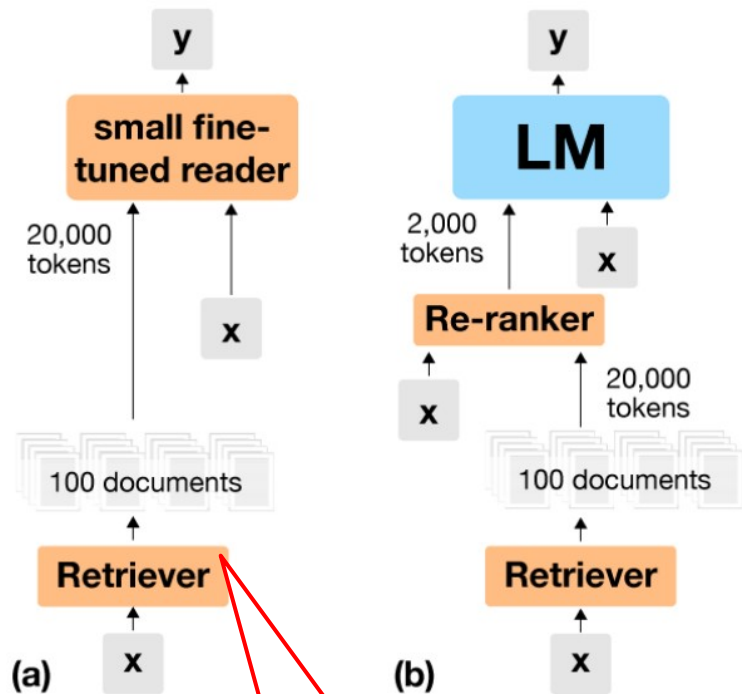 y
small fine-
tuned reader
20,000
tokens
x
100 documents
Retriever
x
(a)
y
LM
2,000
tokens
x
Re-ranker
x
20,000
tokens
100 documents
Retriever
x
(b)